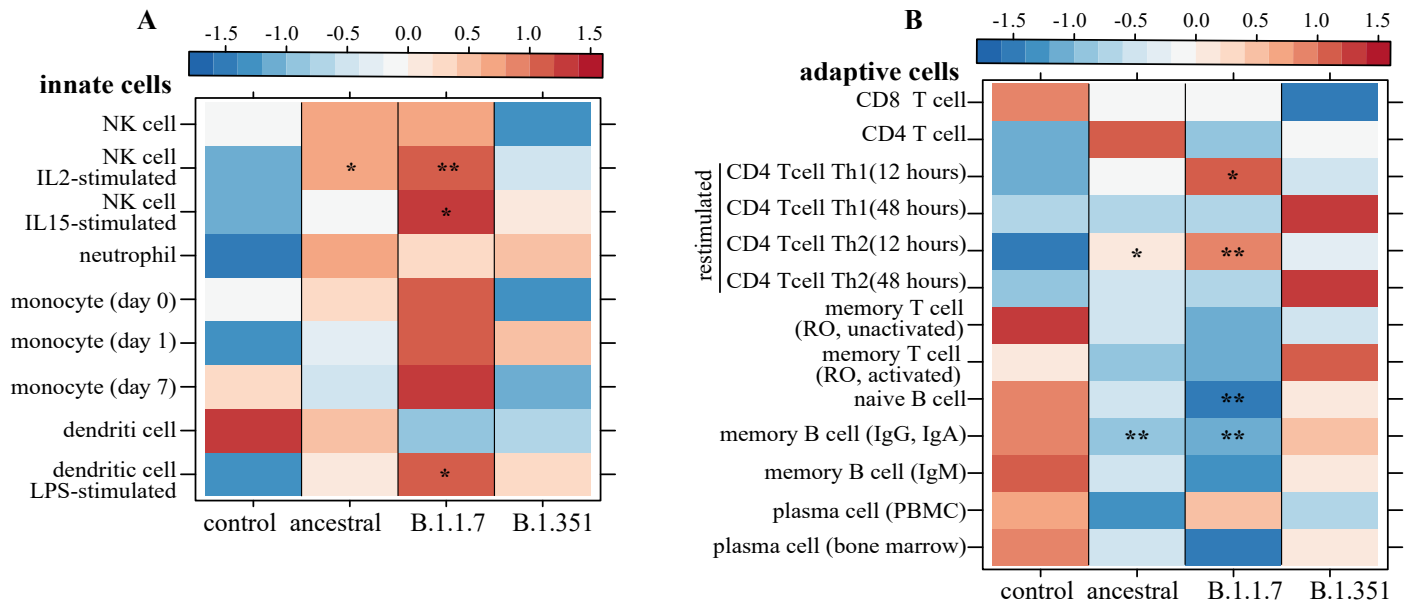 A
-1.5 -1.0 -0.5 0.0 0.5 1.0 1.5
innate cells
NK cell
NK cell
IL2-stimulated
* **
NK cell
IL15-stimulated
*
neutrophil
monocyte (day 0)
monocyte (day 1)
monocyte (day 7)
dendriti cell
dendritic cell
LPS-stimulated
*
control ancestral B.1.1.7 B.1.351
B
-1.5 -1.0 -0.5 0.0 0.5 1.0 1.5
adaptive cells
CD8 T cell
CD4 T cell
restimulated
CD4 Tcell Th1(12 hours)
*
CD4 Tcell Th1(48 hours)
CD4 Tcell Th2(12 hours)
* **
CD4 Tcell Th2(48 hours)
memory T cell
(RO, unactivated)
memory T cell
(RO, activated)
naive B cell
**
memory B cell (IgG, IgA)
** **
memory B cell (IgM)
plasma cell (PBMC)
plasma cell (bone marrow)
control ancestral B.1.1.7 B.1.351